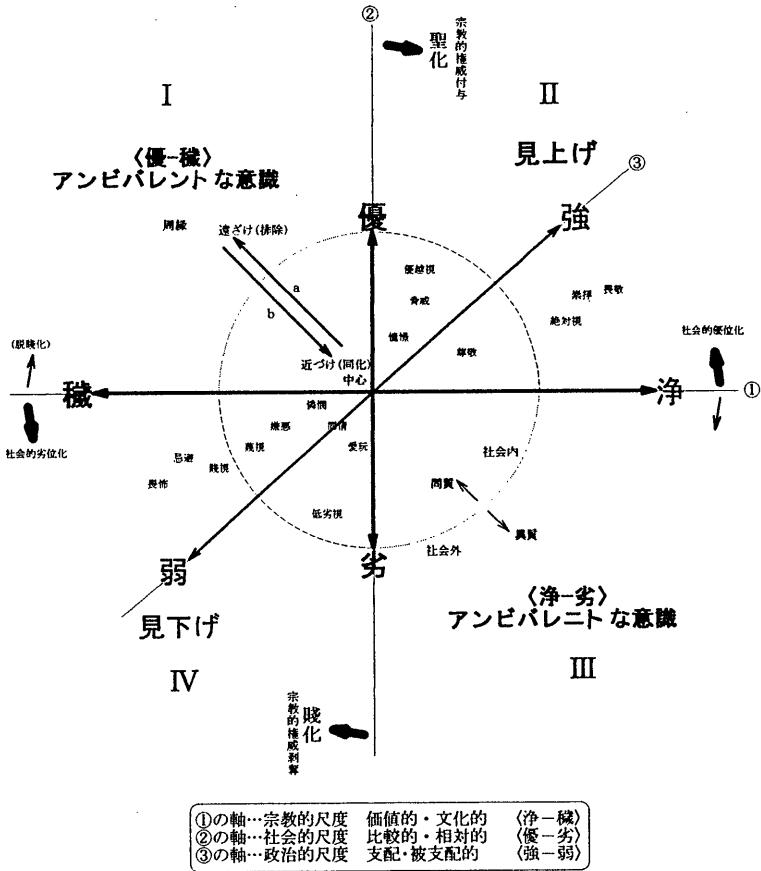 ②
聖化
宗教的権威付与
I
II
〈優−穢〉
アンビバレントな意識
見上げ
③
周縁
遠ざけ(排除)
優
強
a
b
優越視
脅威
崇拝
畏敬
憧憬
絶対視
尊敬
近づけ(同化)
中心
(脱賤化)
社会的優位化
穢
浄
①
社会的劣位化
憐憫
嫌悪
同情
蔑視
愛玩
忌避
賤視
畏怖
社会内
同質
異質
低劣視
社会外
弱
劣
見下げ
〈浄−劣〉
アンビバレニトな意識
IV
III
賤化
宗教的権威剥奪
①の軸…宗教的尺度 価値的・文化的 〈浄−穢〉
②の軸…社会的尺度 比較的・相対的 〈優−劣〉
③の軸…政治的尺度 支配・被支配的 〈強−弱〉